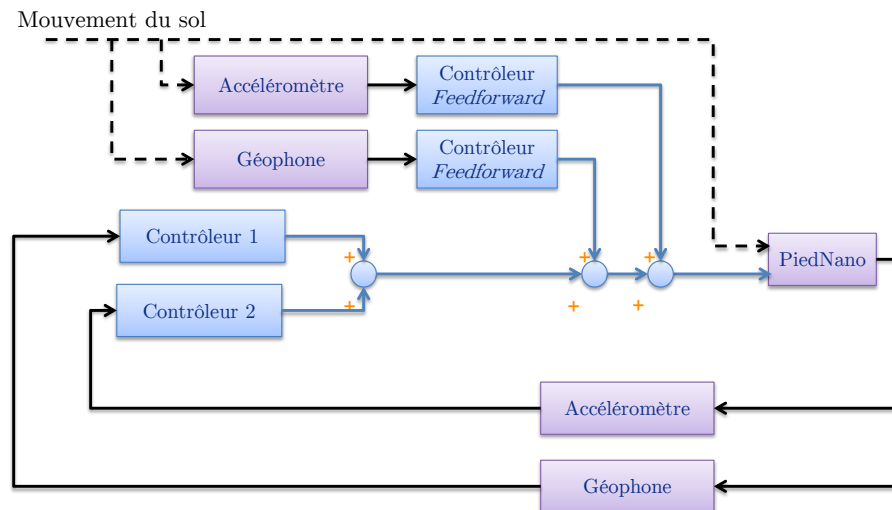 Mouvement du sol
Accéléromètre
Contrôleur
Feedforward
Géophone
Contrôleur
Feedforward
Contrôleur 1
+
+
+
PiedNano
Contrôleur 2
+
+
+
Accéléromètre
Géophone